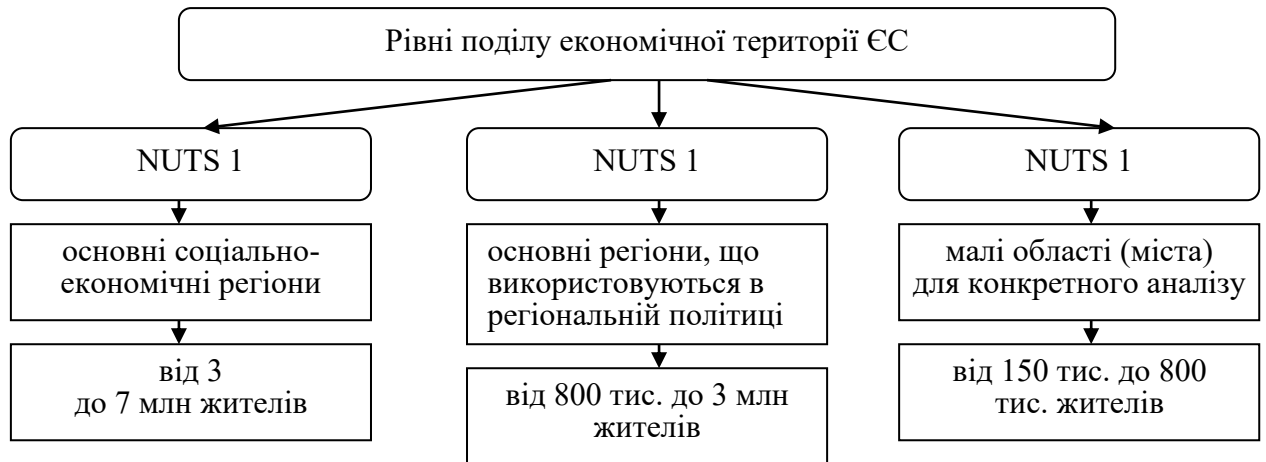 Рівні поділу економічної території ЄС
NUTS 1
NUTS 1
NUTS 1
основні соціально-
економічні регіони
основні регіони, що
використовуються в
регіональній політиці
малі області (міста)
для конкретного аналізу
від 3
до 7 млн жителів
від 800 тис. до 3 млн
жителів
від 150 тис. до 800
тис. жителів